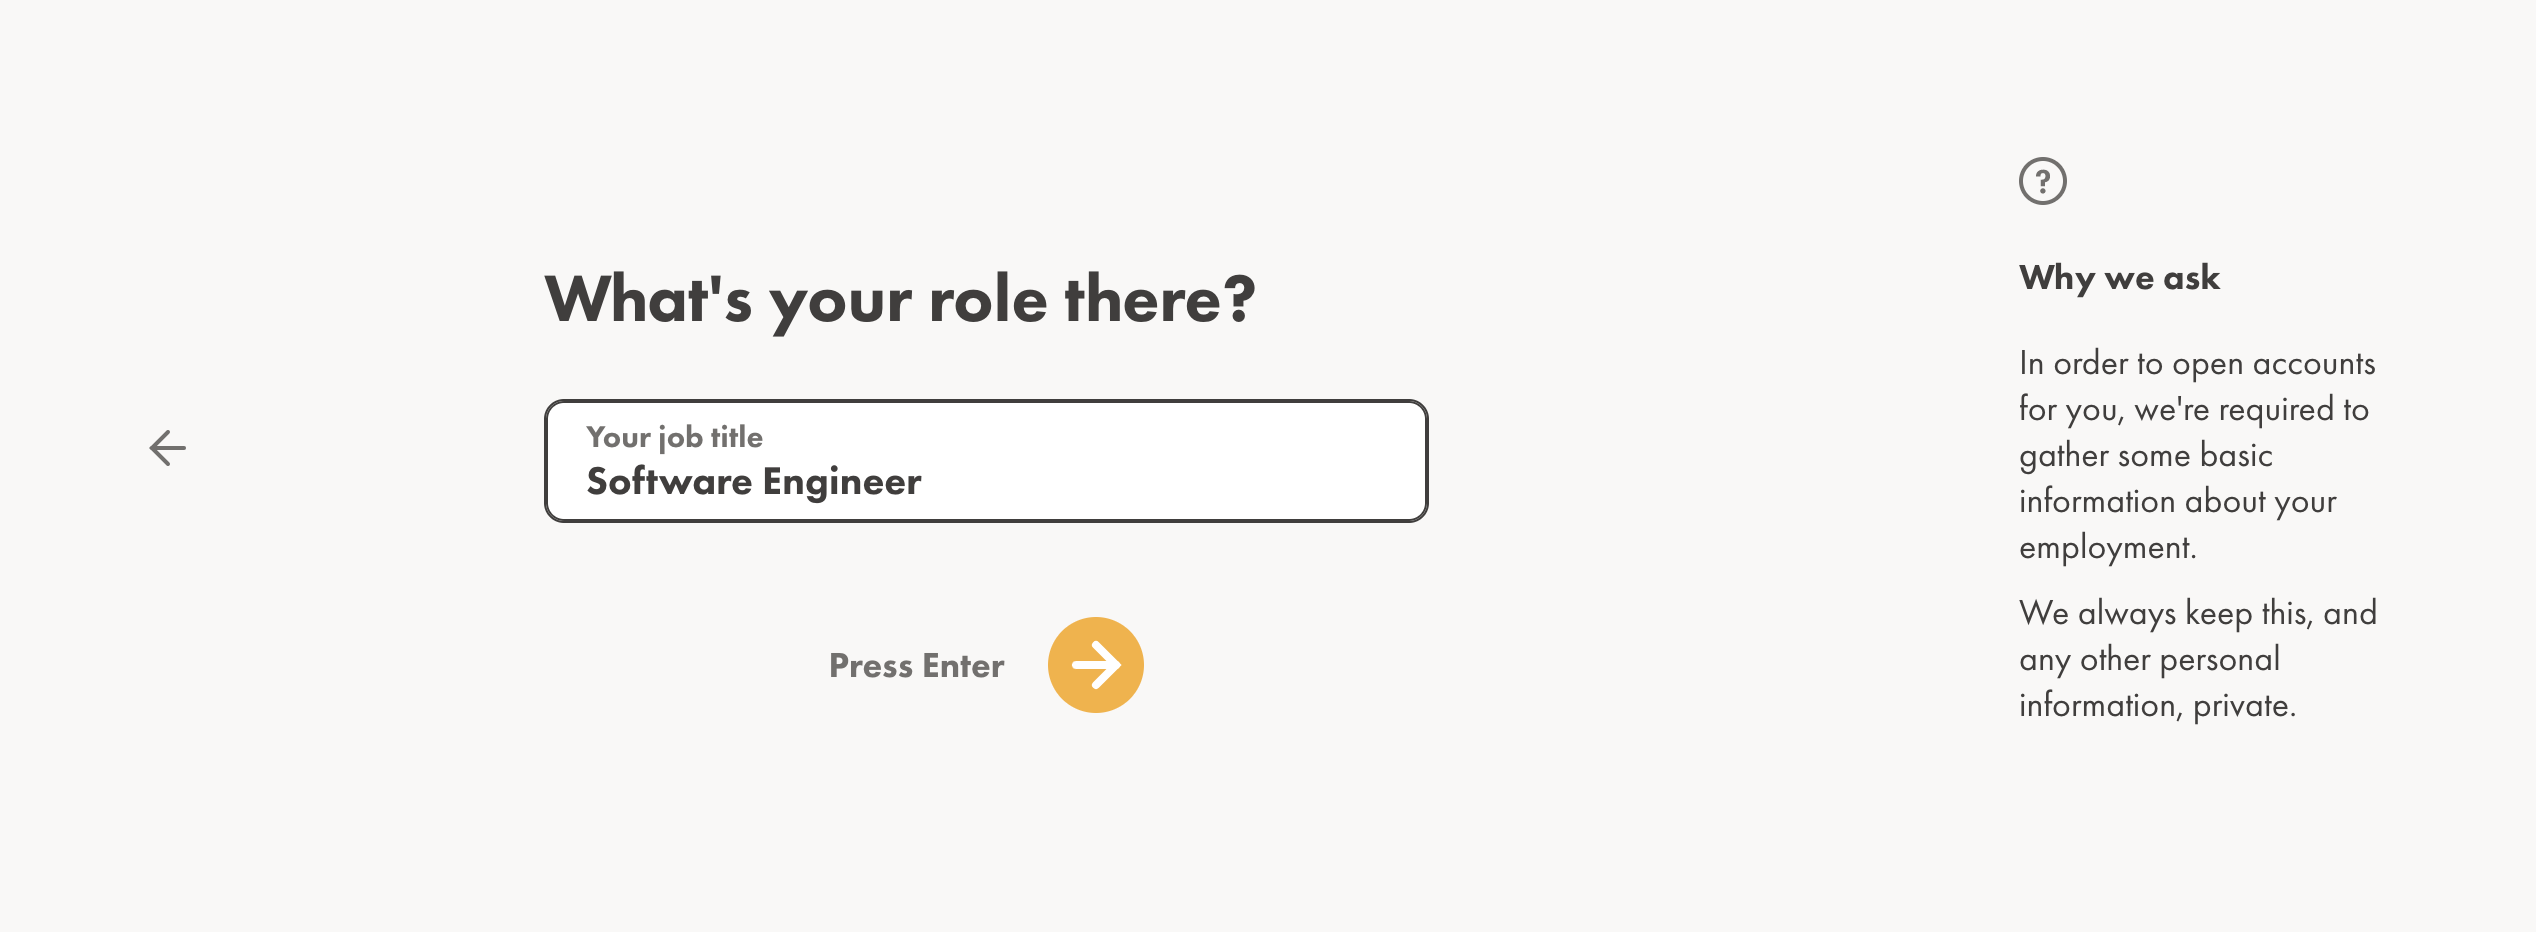 What's your role there?
Your job title
Software Engineer
Press Enter
?
Why we ask
In order to open accounts
for you, we're required to
gather some basic
information about your
employment.
We always keep this, and
any other personal
information, private.